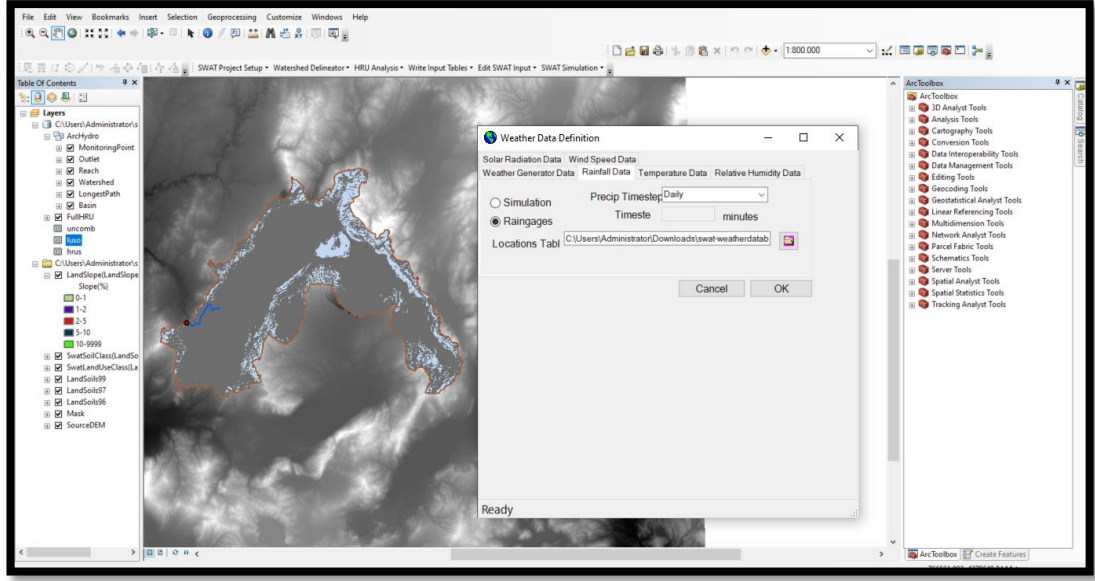 File Edit View Bookmarks Insert Selection Geoprocessing Customize Windows Help
1:800.000
SWAT Project Setup Watershed Delineator HRU Analysis Write Input Tables Edit SWAT Input SWAT Simulation
Table Of Contents
Layers
C:\Users\Administrator\s
ArcHydro
MonitoringPoint
Outlet
Reach
Watershed
LongestPath
Basin
FullHRU
uncomb
luso
hrus
C:\Users\Administrator\s
LandSlope(LandSlope
Slope(%)
0-1
1-2
2-5
5-10
10-9999
SwatSoilClass(LandSo
SwatLandUseClass(La
LandSoils99
LandSoils97
LandSoils96
Mask
SourceDEM
Weather Data Definition
Solar Radiation Data Wind Speed Data
Weather Generator Data Rainfall Data Temperature Data Relative Humidity Data
Simulation
Raingages
Precip Timestep Daily
Timeste minutes
Locations Tabl C:\Users\Administrator\Downloads\swat-weatherdatab
Cancel OK
Ready
ArcToolbox
ArcToolbox
3D Analyst Tools
Analysis Tools
Cartography Tools
Conversion Tools
Data Interoperability Tools
Data Management Tools
Editing Tools
Geocoding Tools
Geostatistical Analyst Tools
Linear Referencing Tools
Multidimension Tools
Network Analyst Tools
Parcel Fabric Tools
Schematics Tools
Server Tools
Spatial Analyst Tools
Spatial Statistics Tools
Tracking Analyst Tools
Catalog
Search
ArcToolbox Create Features